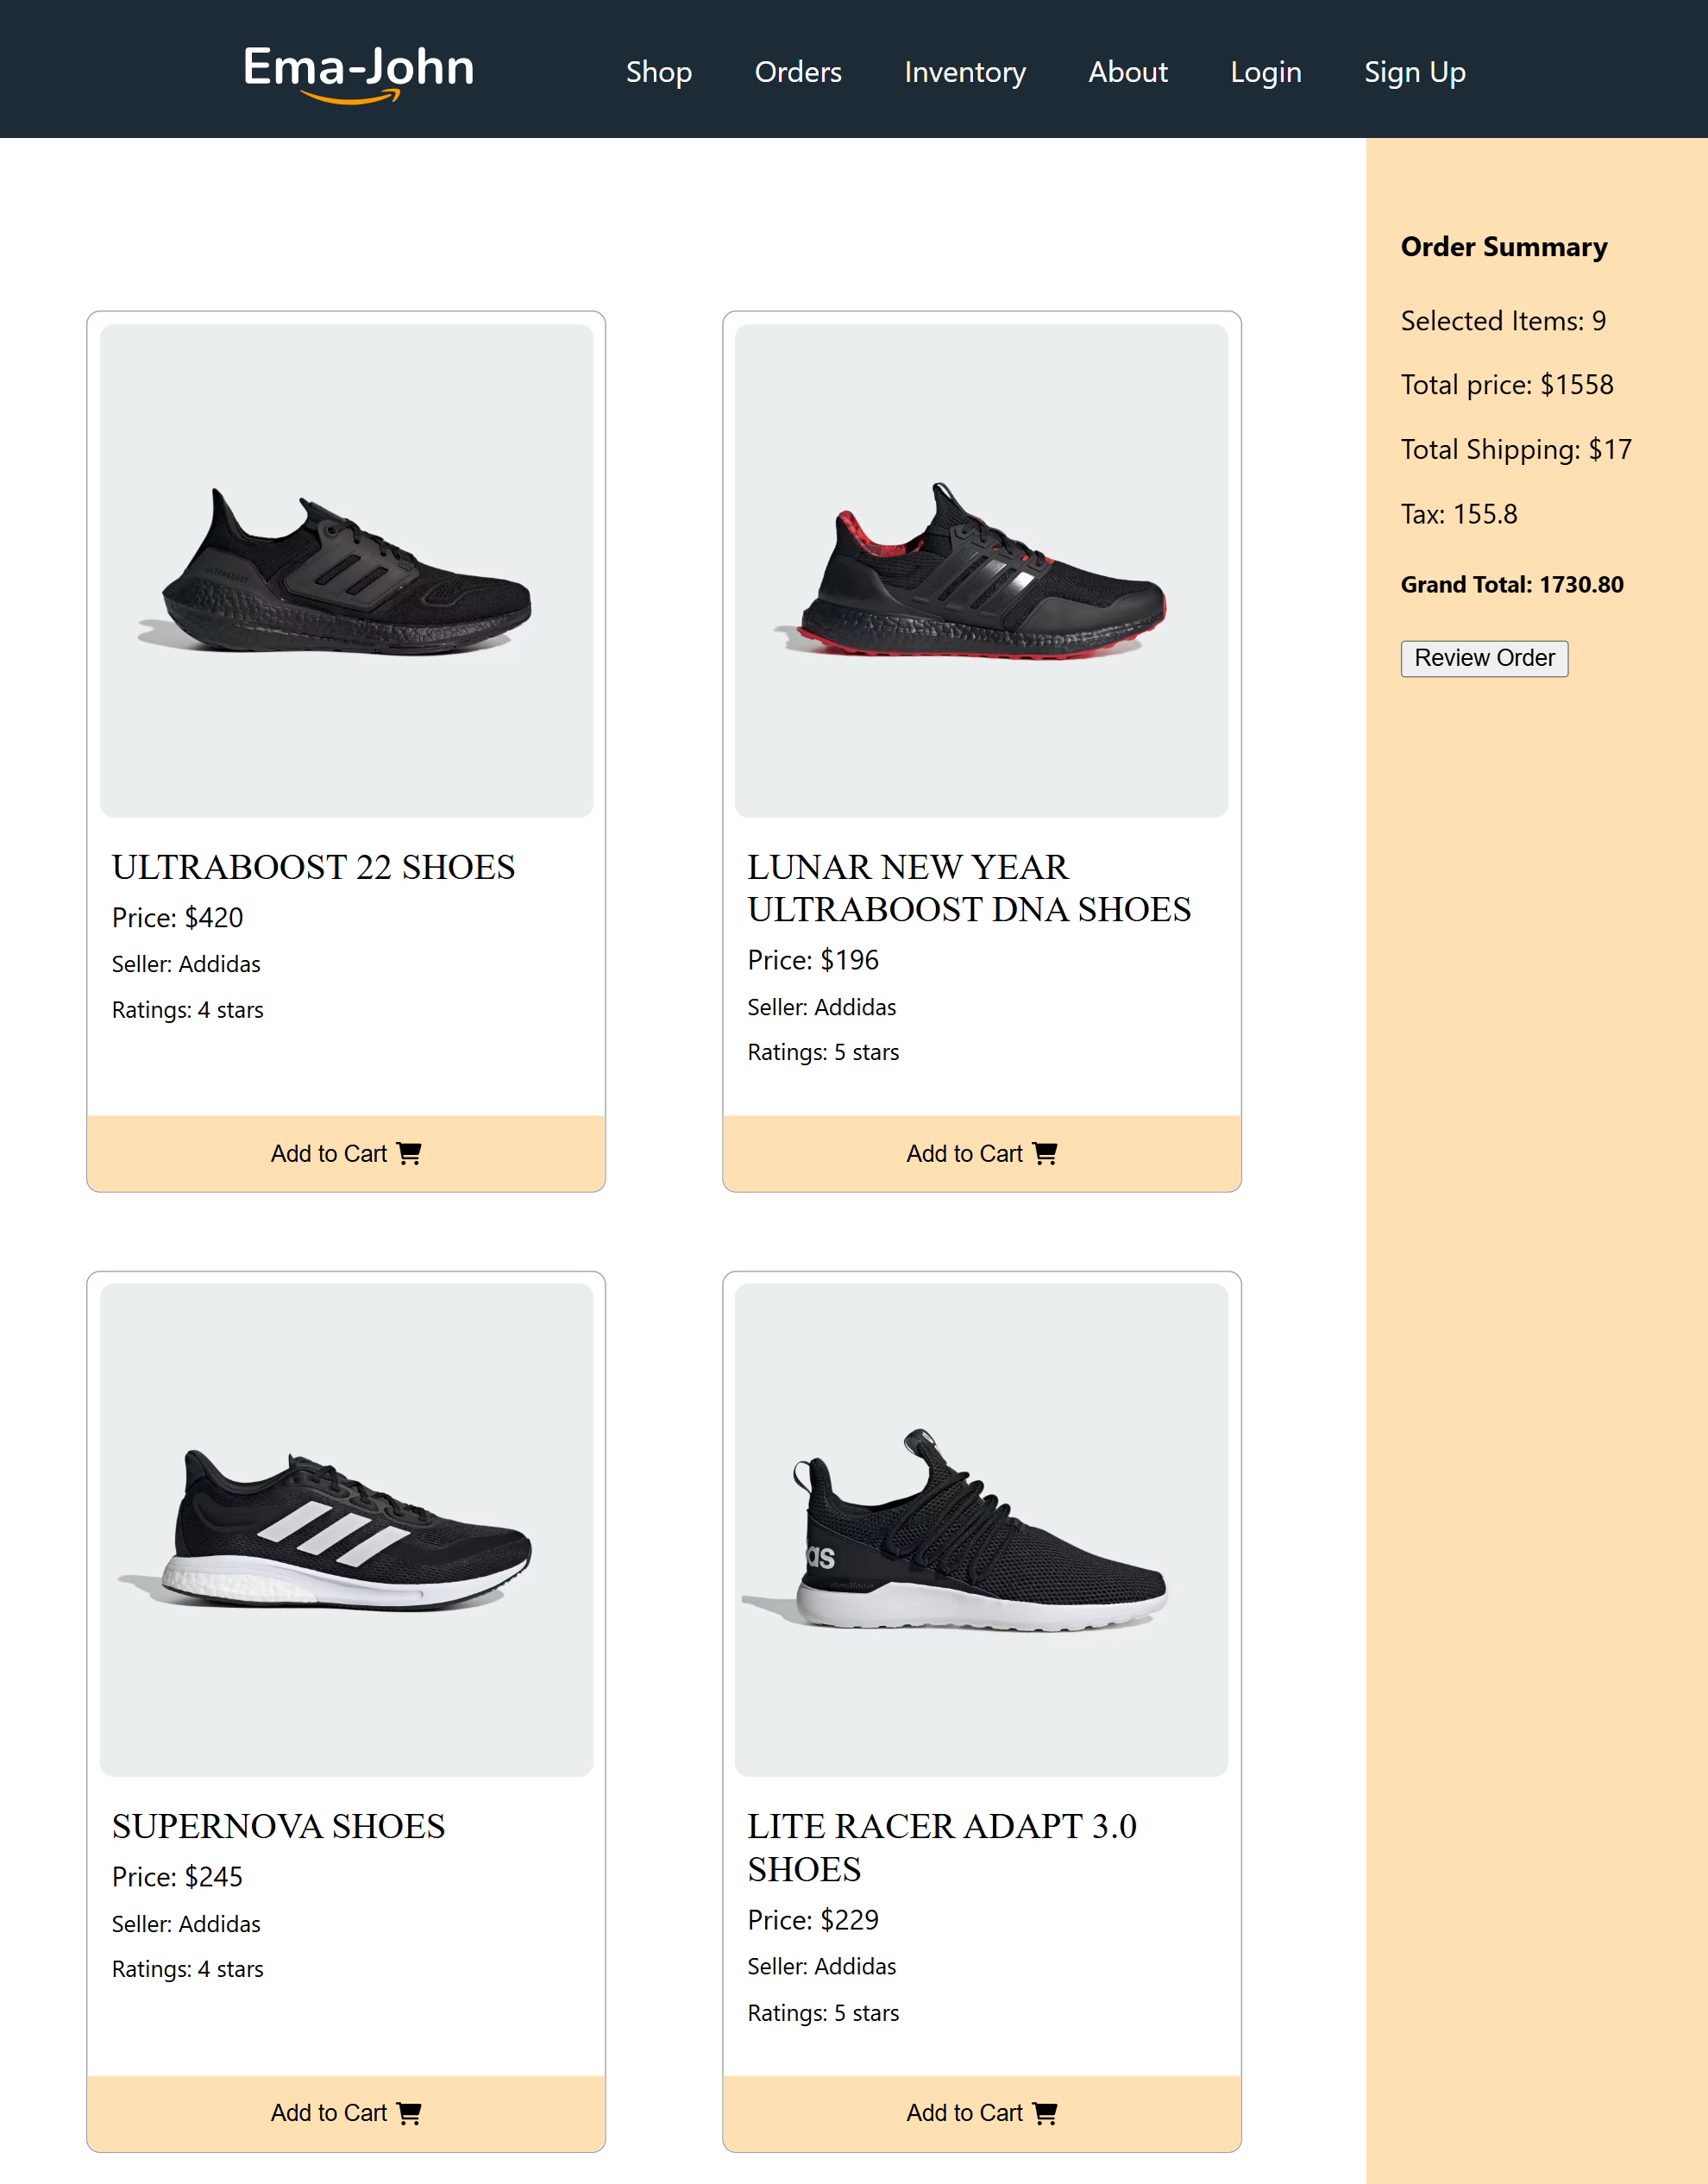 Ema-John
Shop
Orders
Inventory
About
Login
Sign Up
ULTRABOOST 22 SHOES
Price: $420
Seller: Addidas
Ratings: 4 stars
Add to Cart
LUNAR NEW YEAR
ULTRABOOST DNA SHOES
Price: $196
Seller: Addidas
Ratings: 5 stars
Add to Cart
SUPERNOVA SHOES
Price: $245
Seller: Addidas
Ratings: 4 stars
Add to Cart
as
LITE RACER ADAPT 3.0
SHOES
Price: $229
Seller: Addidas
Ratings: 5 stars
Add to Cart
Order Summary
Selected Items: 9
Total price: $1558
Total Shipping: $17
Tax: 155.8
Grand Total: 1730.80
Review Order